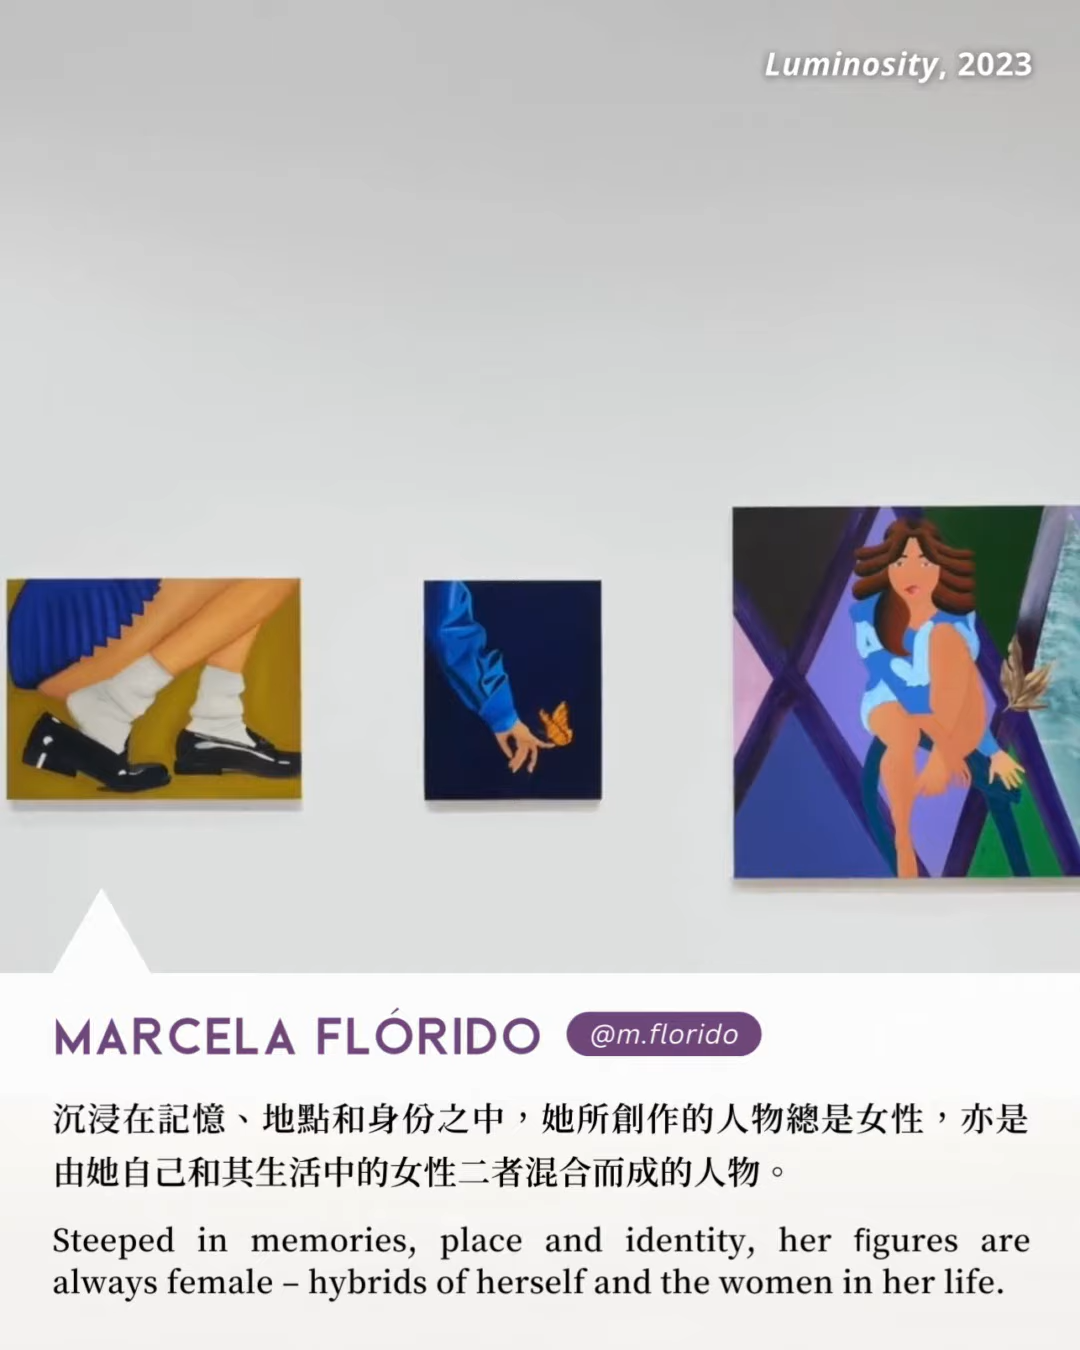 Luminosity, 2023
MARCELA FLÓRIDO
@m.florido
沉浸在記憶、地點和身份之中，她所創作的人物總是女性，亦是
由她自己和其生活中的女性二者混合而成的人物。
Steeped in memories, place and identity, her figures are
always female – hybrids of herself and the women in her life.